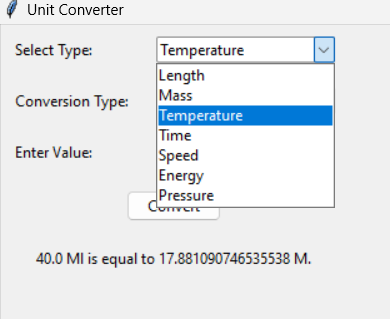 Unit Converter
Select Type: Temperature
Length
Mass
Conversion Type:
Temperature
Time
Enter Value:
Speed
Energy
Pressure
Convert
40.0 MI is equal to 17.881090746535538 M.